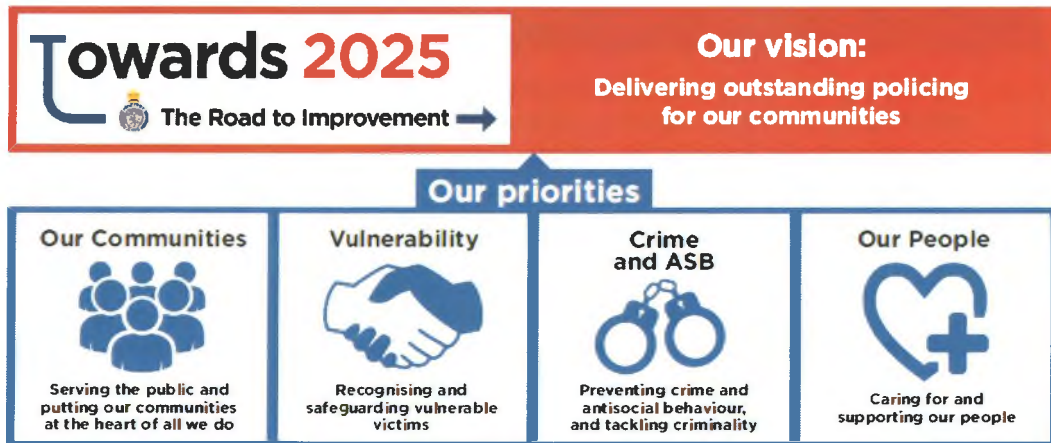 Towards 2025
The Road to Improvement
Our vision:
Delivering outstanding policing
for our communities
Our priorities
Our Communities
Serving the public and
putting our communities
at the heart of all we do
Vulnerability
Recognising and
safeguarding vulnerable
victims
Crime
and ASB
Preventing crime and
antisocial behaviour,
and tackling criminality
Our People
Caring for and
supporting our people